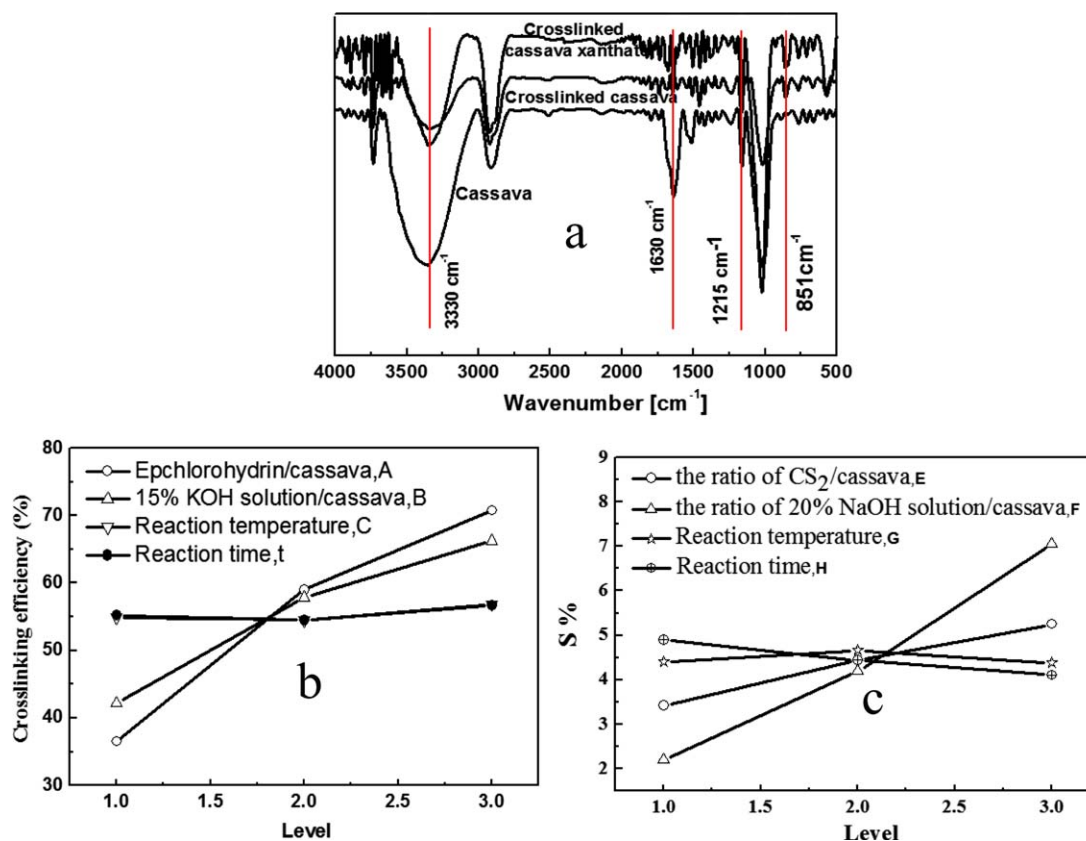 Crosslinked
cassava xanthate
Crosslinked cassava
Cassava
a
3330 cm⁻¹
1630 cm⁻¹
1215 cm⁻¹
851cm⁻¹
4000 3500 3000 2500 2000 1500 1000 500
Wavenumber [cm⁻¹]
80
70
60
50
40
30
Crosslinking efficiency (%)
Epchlorohydrin/cassava,A
15% KOH solution/cassava,B
Reaction temperature,C
Reaction time,t
b
1.0 1.5 2.0 2.5 3.0
Level
9
8
7
6
5
4
3
2
S %
the ratio of CS₂/cassava,E
the ratio of 20% NaOH solution/cassava,F
Reaction temperature,G
Reaction time,H
c
1.0 1.5 2.0 2.5 3.0
Level